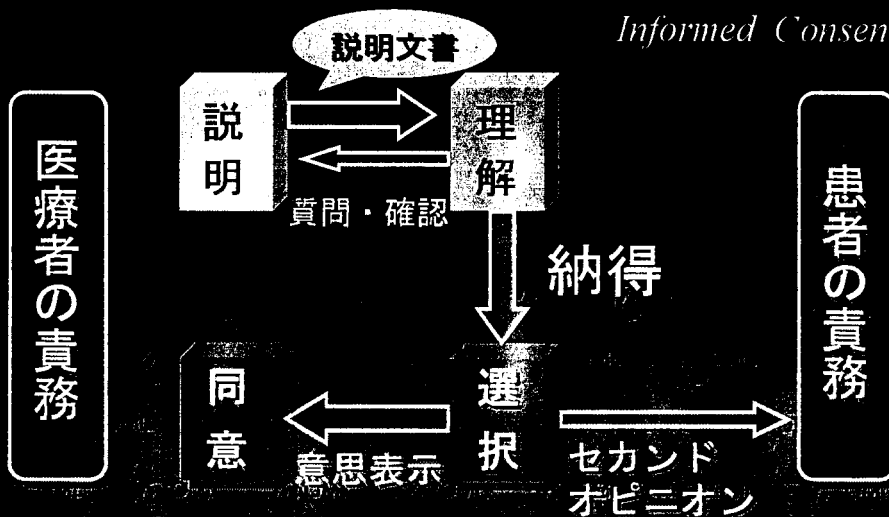 Informed Consen
説明文書
説明
理解
質問・確認
医療者の責務
患者の責務
納得
同意
選択
意思表示
セカンド
オピニオン